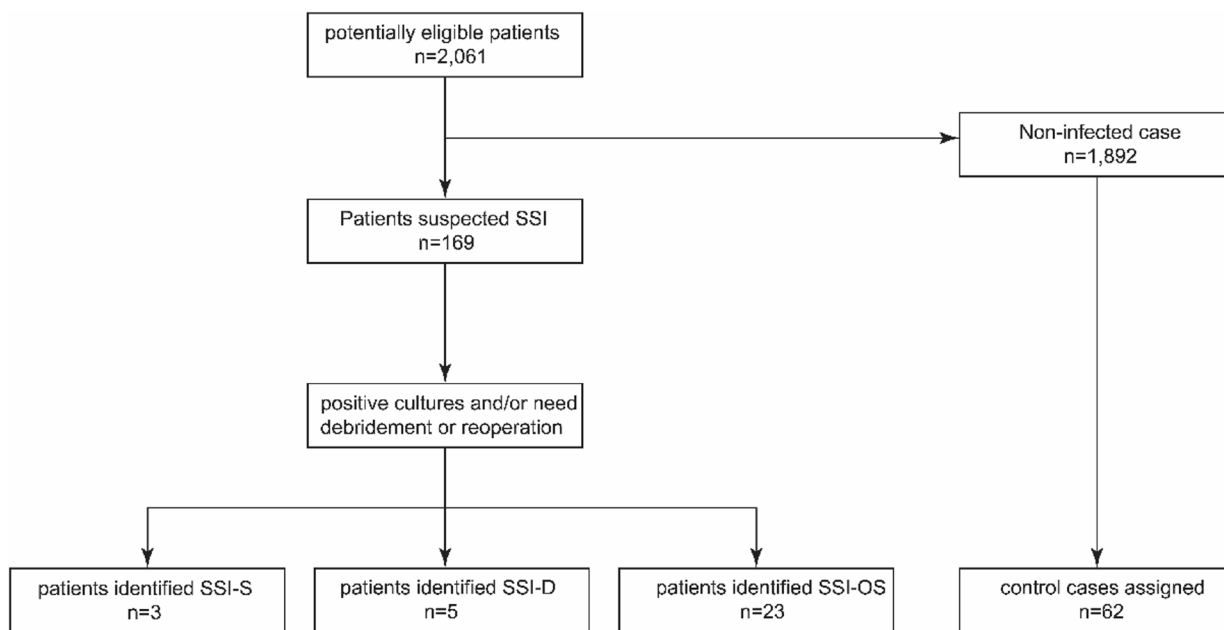 potentially eligible patients
n=2,061
Non-infected case
n=1,892
Patients suspected SSI
n=169
positive cultures and/or need
debridement or reoperation
patients identified SSI-S
n=3
patients identified SSI-D
n=5
patients identified SSI-OS
n=23
control cases assigned
n=62